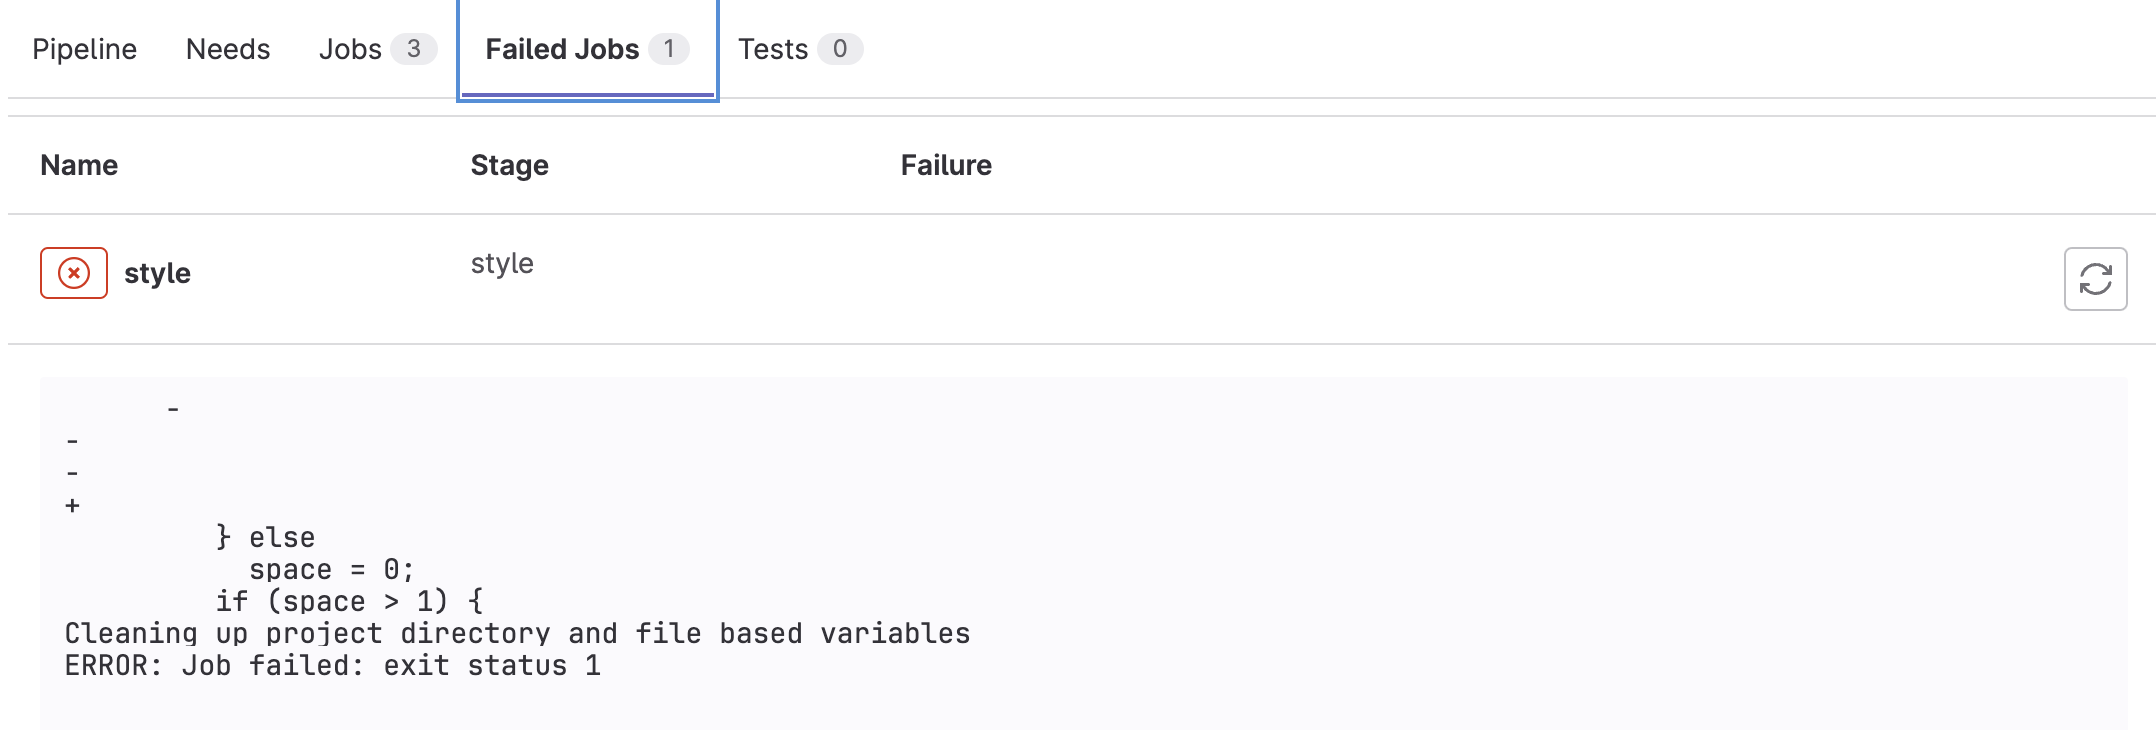 Pipeline Needs Jobs 3 Failed Jobs 1 Tests 0
Name Stage Failure
style style
-
-
-
+
} else
space = 0;
if (space > 1) {
Cleaning up project directory and file based variables
ERROR: Job failed: exit status 1